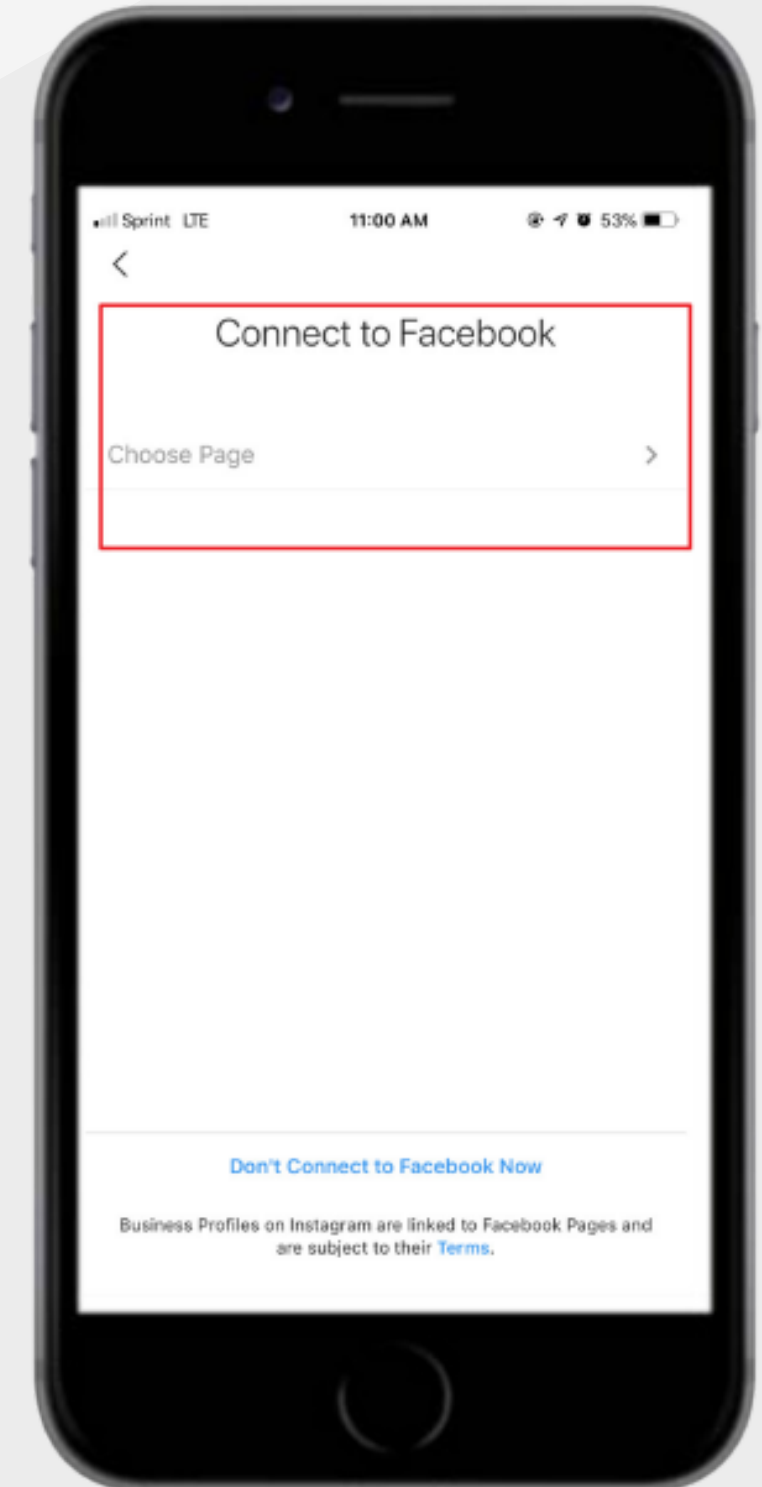 Sprint LTE 11:00 AM 53%
Connect to Facebook
Choose Page
Don't Connect to Facebook Now
Business Profiles on Instagram are linked to Facebook Pages and
are subject to their Terms.